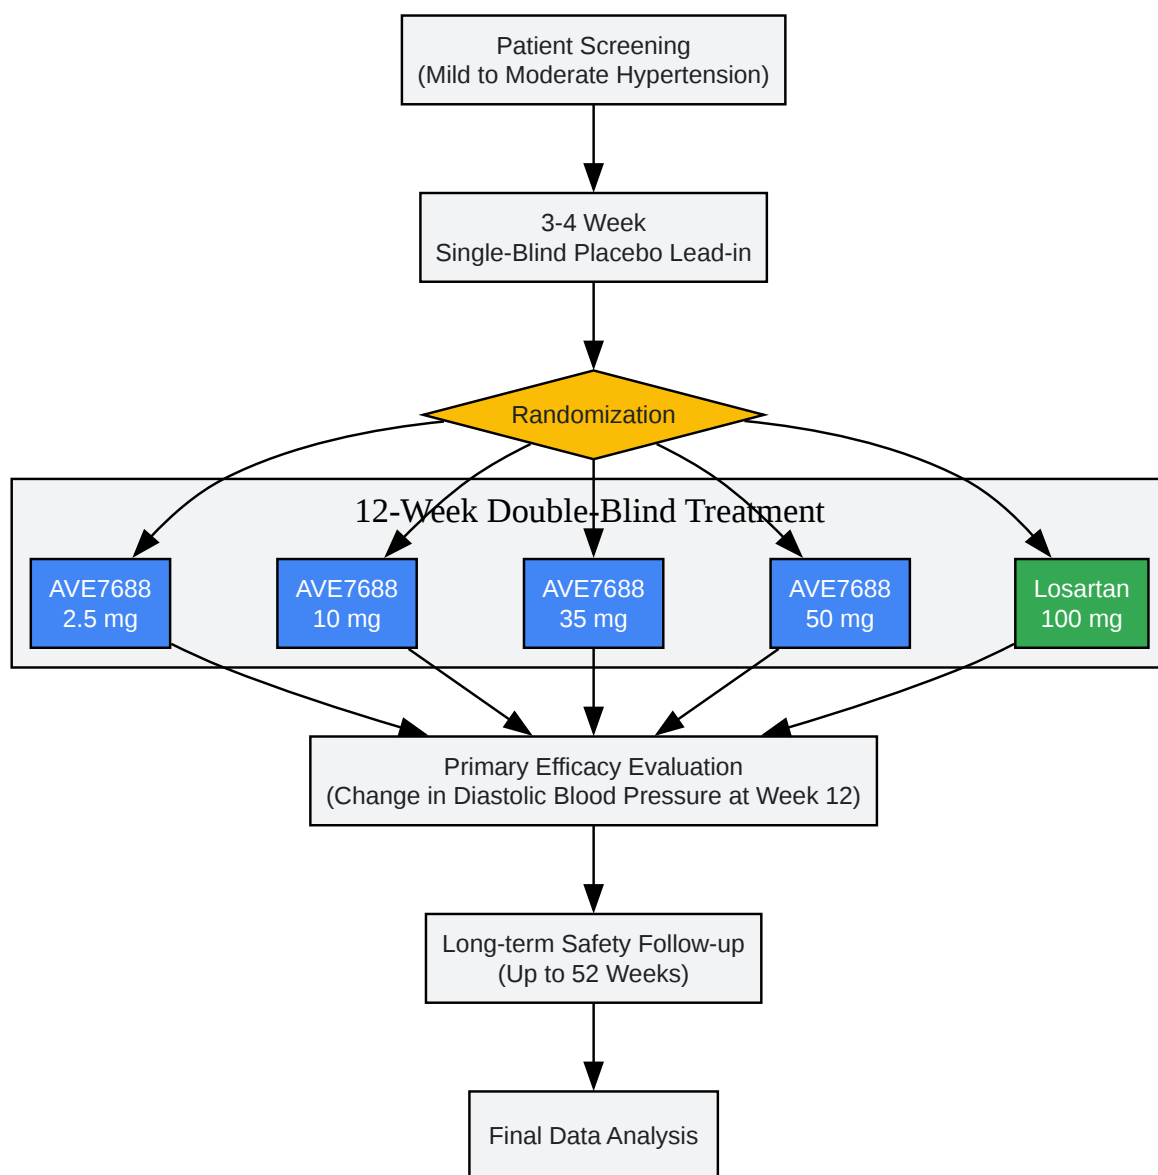 Patient Screening
(Mild to Moderate Hypertension)
3-4 Week
Single-Blind Placebo Lead-in
Randomization
12-Week Double-Blind Treatment
AVE7688
2.5 mg
AVE7688
10 mg
AVE7688
35 mg
AVE7688
50 mg
Losartan
100 mg
Primary Efficacy Evaluation
(Change in Diastolic Blood Pressure at Week 12)
Long-term Safety Follow-up
(Up to 52 Weeks)
Final Data Analysis